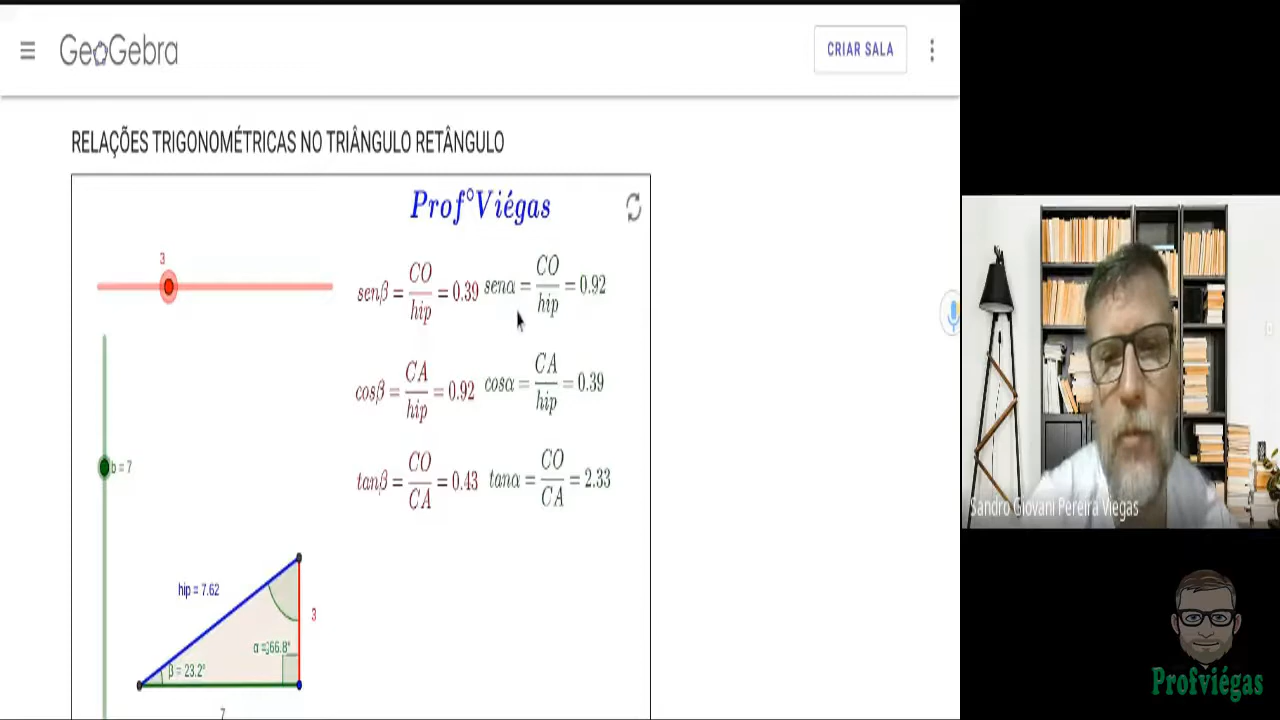 GeoGebra
CRIAR SALA
RELAÇÕES TRIGONOMÉTRICAS NO TRIÂNGULO RETÂNGULO
Prof°Viégas
3
senβ = CO/hip = 0.39
senα = CO/hip = 0.92
cosβ = CA/hip = 0.92
cosα = CA/hip = 0.39
b = 7
tanβ = CO/CA = 0.43
tanα = CO/CA = 2.33
hip = 7.62
3
α = 66.8°
β = 23.2°
7
Sandro Giovani Pereira Viegas
Profviégas